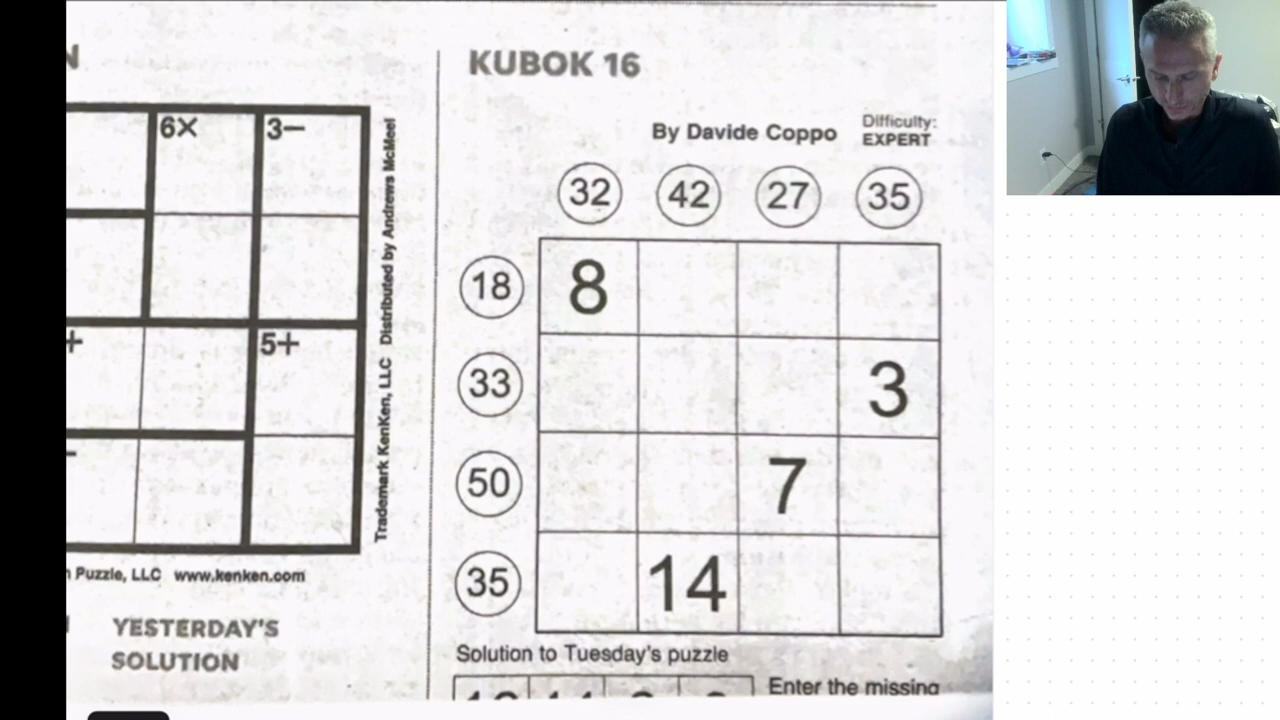 N
6× 3−
+ 5+
−
Trademark KenKen, LLC Distributed by Andrews McMeel
Puzzle, LLC www.kenken.com
YESTERDAY'S
SOLUTION
KUBOK 16
By Davide Coppo
Difficulty:
EXPERT
32 42 27 35
18 8
33 3
50 7
35 14
Solution to Tuesday's puzzle
Enter the missing